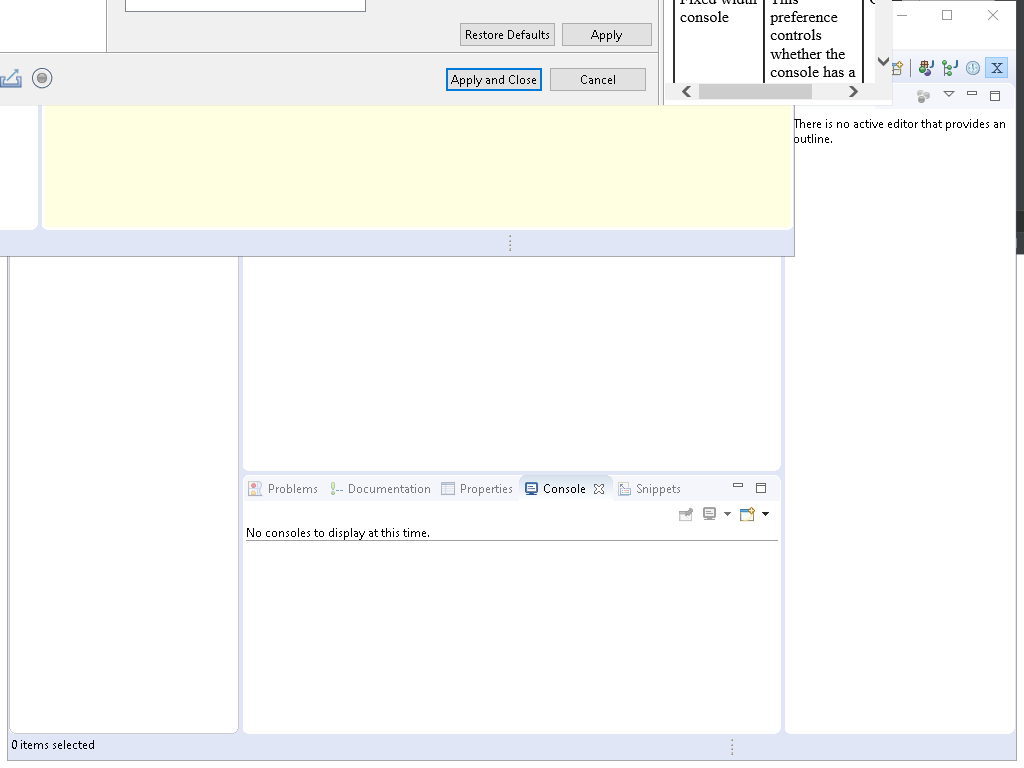 Fixed width
console
This
preference
controls
whether the
console has a
Restore Defaults
Apply
Apply and Close
Cancel
There is no active editor that provides an
outline.
Problems
Documentation
Properties
Console
Snippets
No consoles to display at this time.
0 items selected